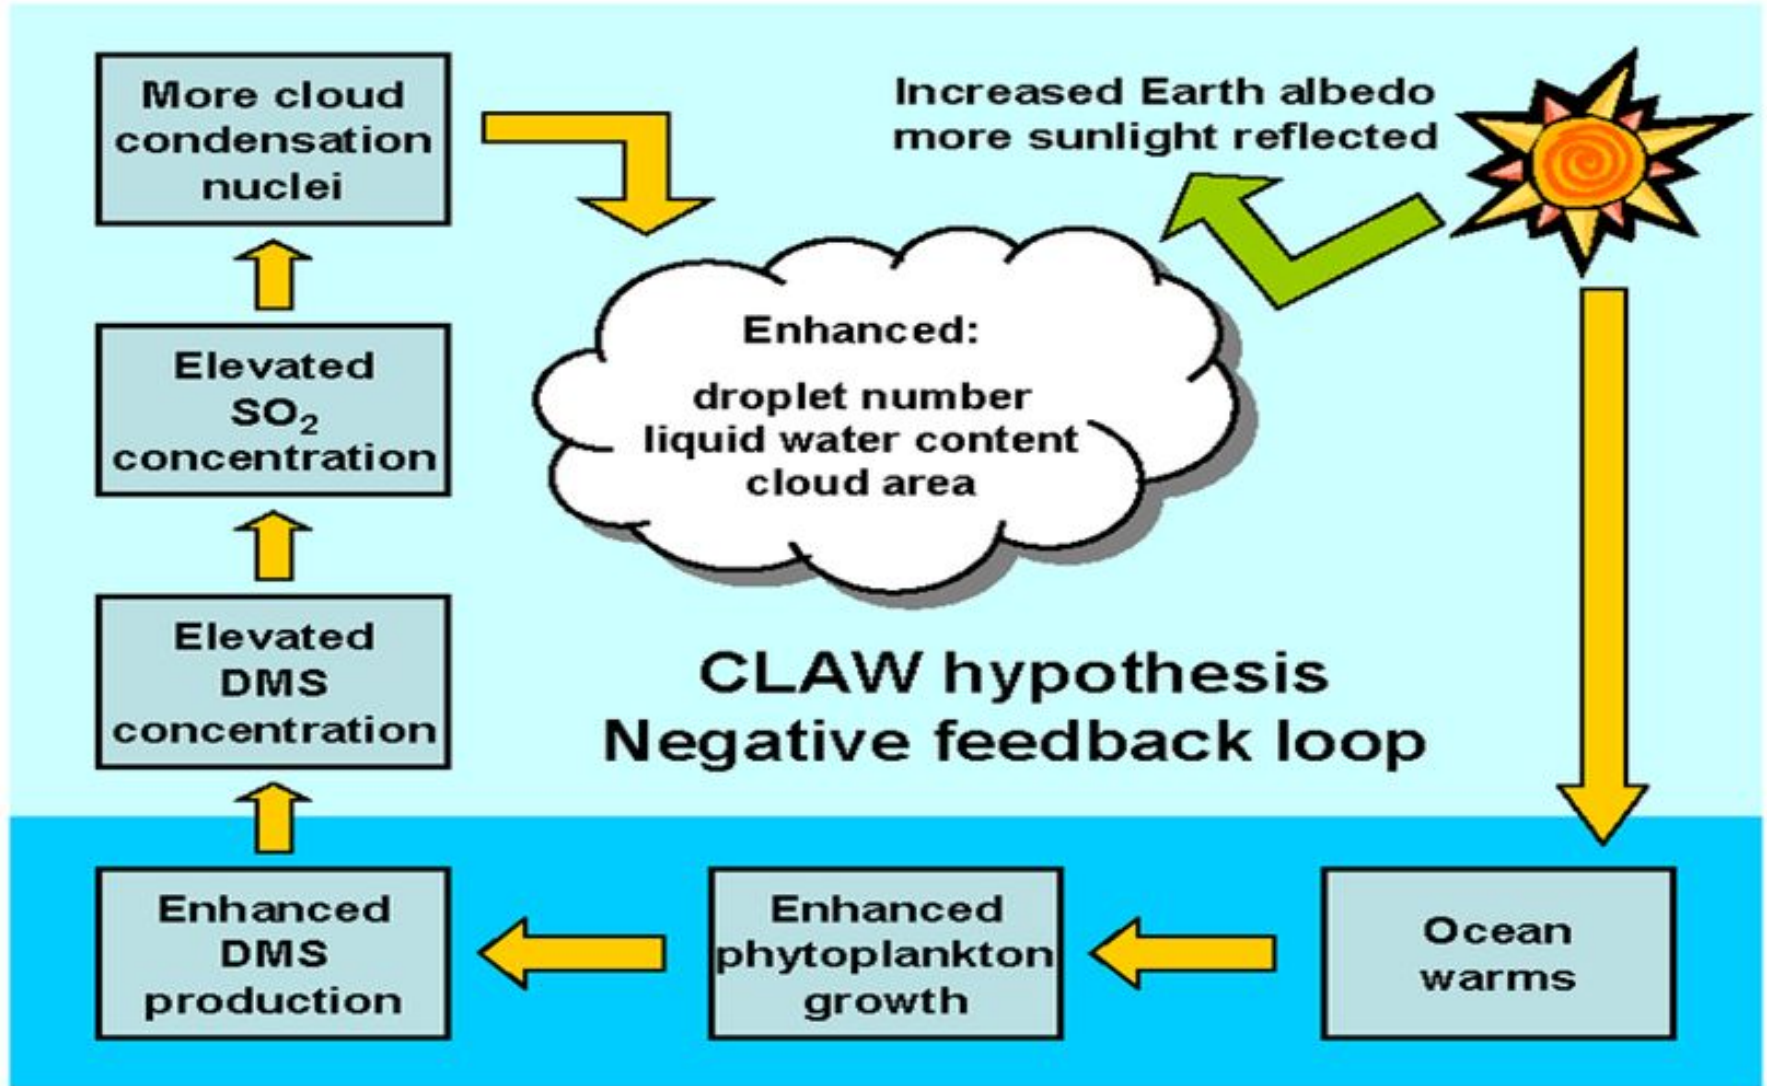 More cloud
condensation
nuclei
Increased Earth albedo
more sunlight reflected
Enhanced:
droplet number
liquid water content
cloud area
Elevated
SO₂
concentration
Elevated
DMS
concentration
CLAW hypothesis
Negative feedback loop
Enhanced
DMS
production
Enhanced
phytoplankton
growth
Ocean
warms